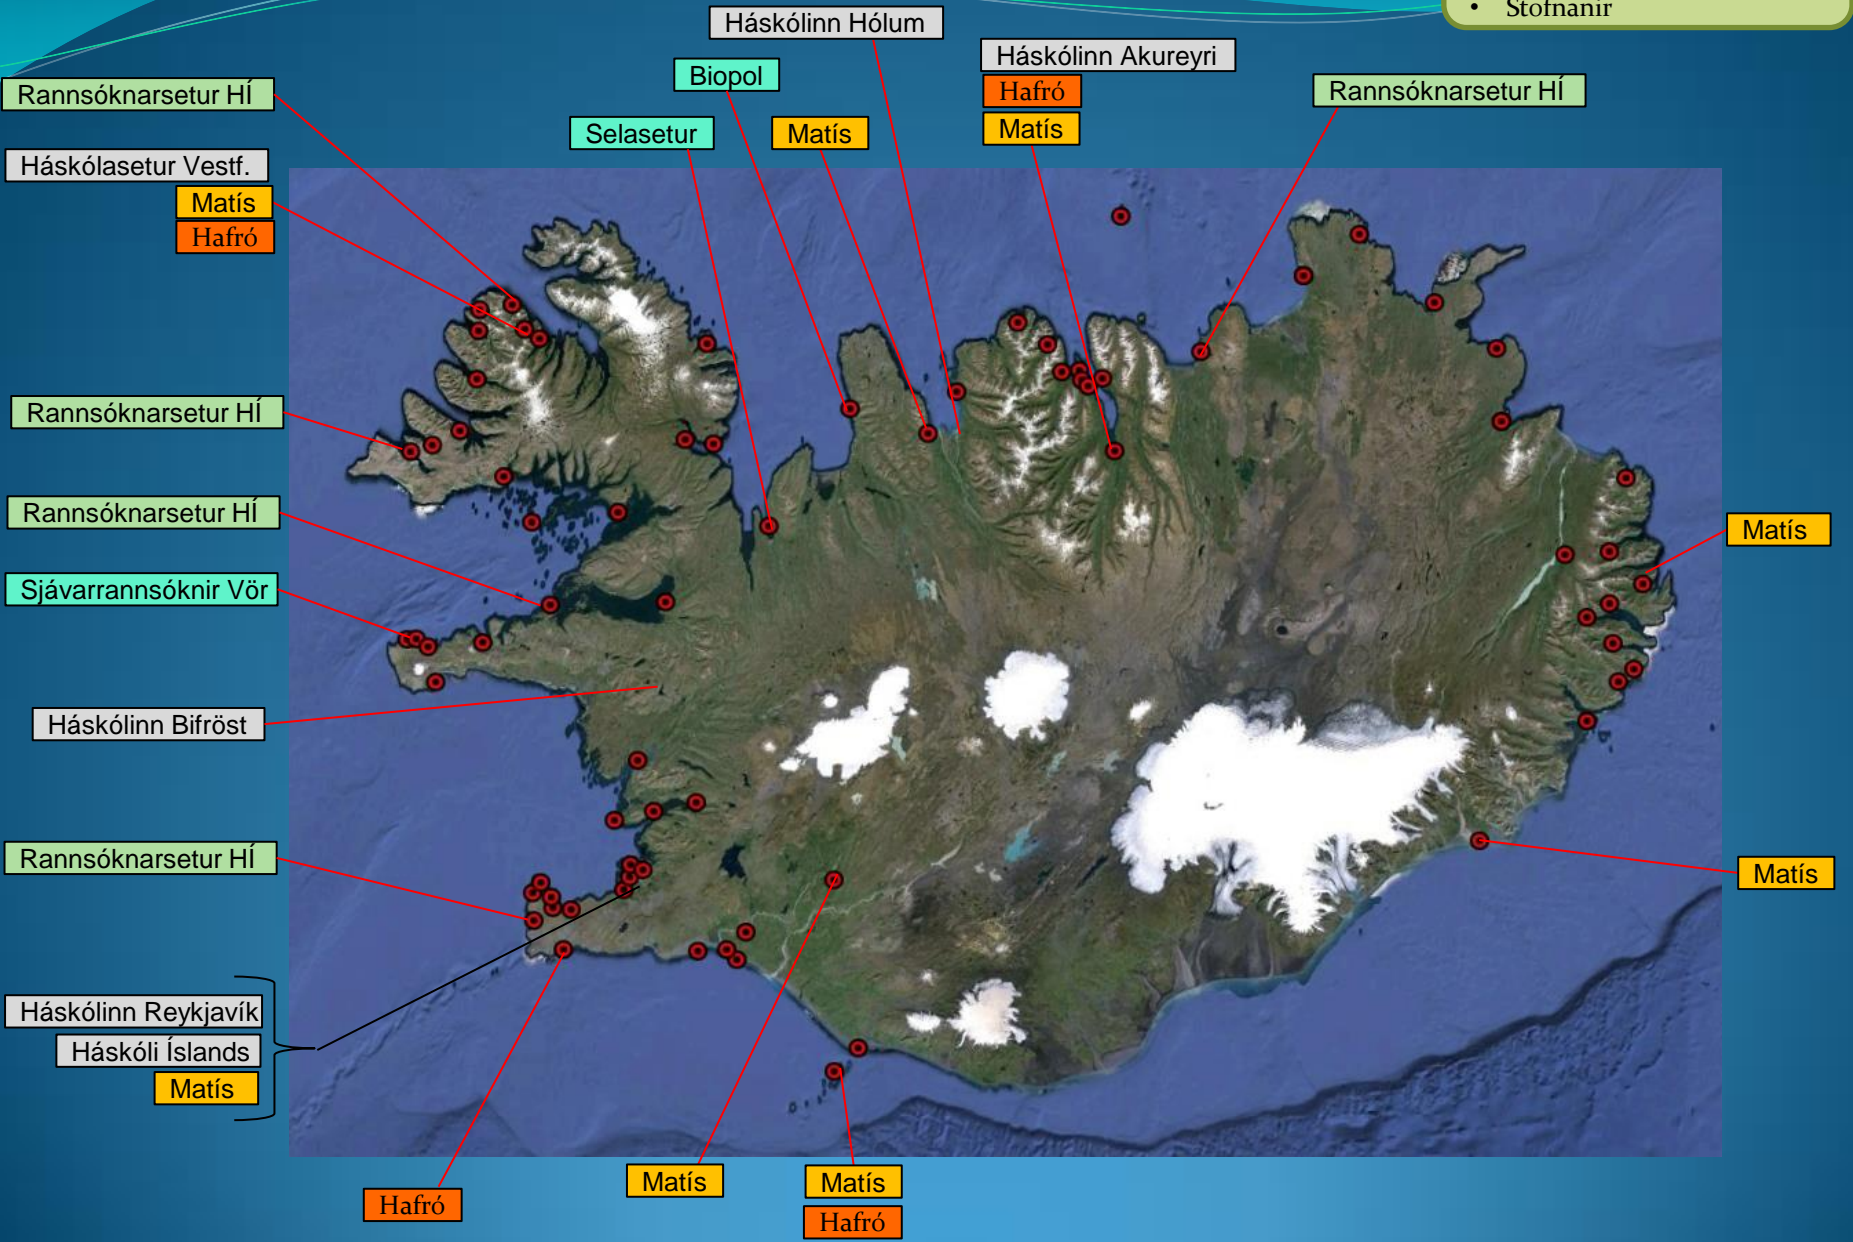 • Stofnanir
Háskólinn Hólum
Háskólinn Akureyri
Hafró
Matís
Biopol
Rannsóknarsetur HÍ
Rannsóknarsetur HÍ
Selasetur
Matís
Háskólasetur Vestf.
Matís
Hafró
Rannsóknarsetur HÍ
Rannsóknarsetur HÍ
Matís
Sjávarrannsóknir Vör
Háskólinn Bifröst
Rannsóknarsetur HÍ
Matís
Háskólinn Reykjavík
Háskóli Íslands
Matís
Hafró
Matís
Matís
Hafró